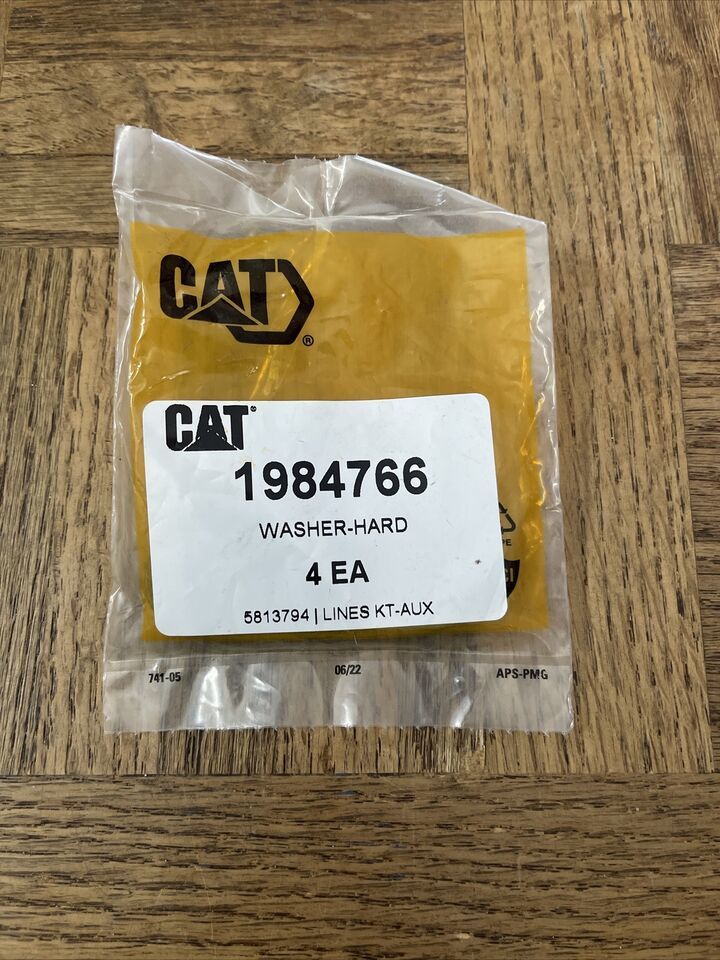 CAT
®
CAT®
1984766
WASHER-HARD
4 EA
5813794 | LINES KT-AUX
741-05
06/22
APS-PMG